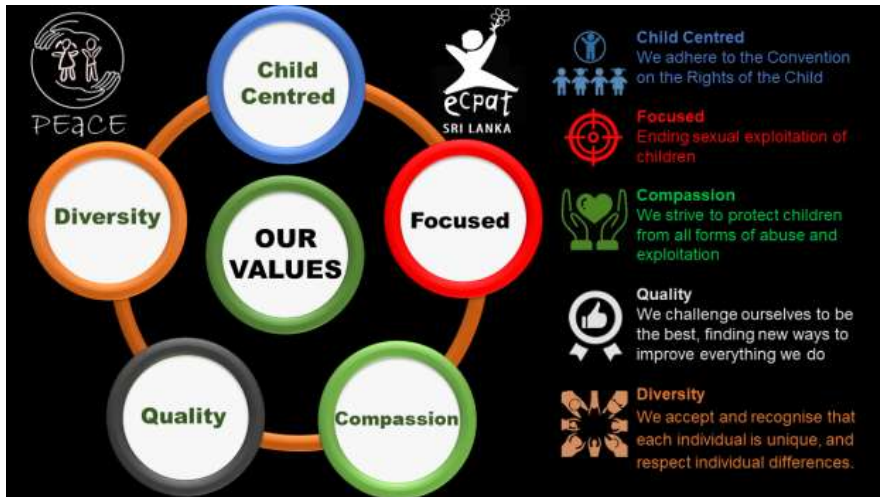 PEaCE
ecpat
SRI LANKA
Child
Centred
Diversity
Focused
OUR
VALUES
Quality
Compassion
Child Centred
We adhere to the Convention
on the Rights of the Child
Focused
Ending sexual exploitation of
children
Compassion
We strive to protect children
from all forms of abuse and
exploitation
Quality
We challenge ourselves to be
the best, finding new ways to
improve everything we do
Diversity
We accept and recognise that
each individual is unique, and
respect individual differences.